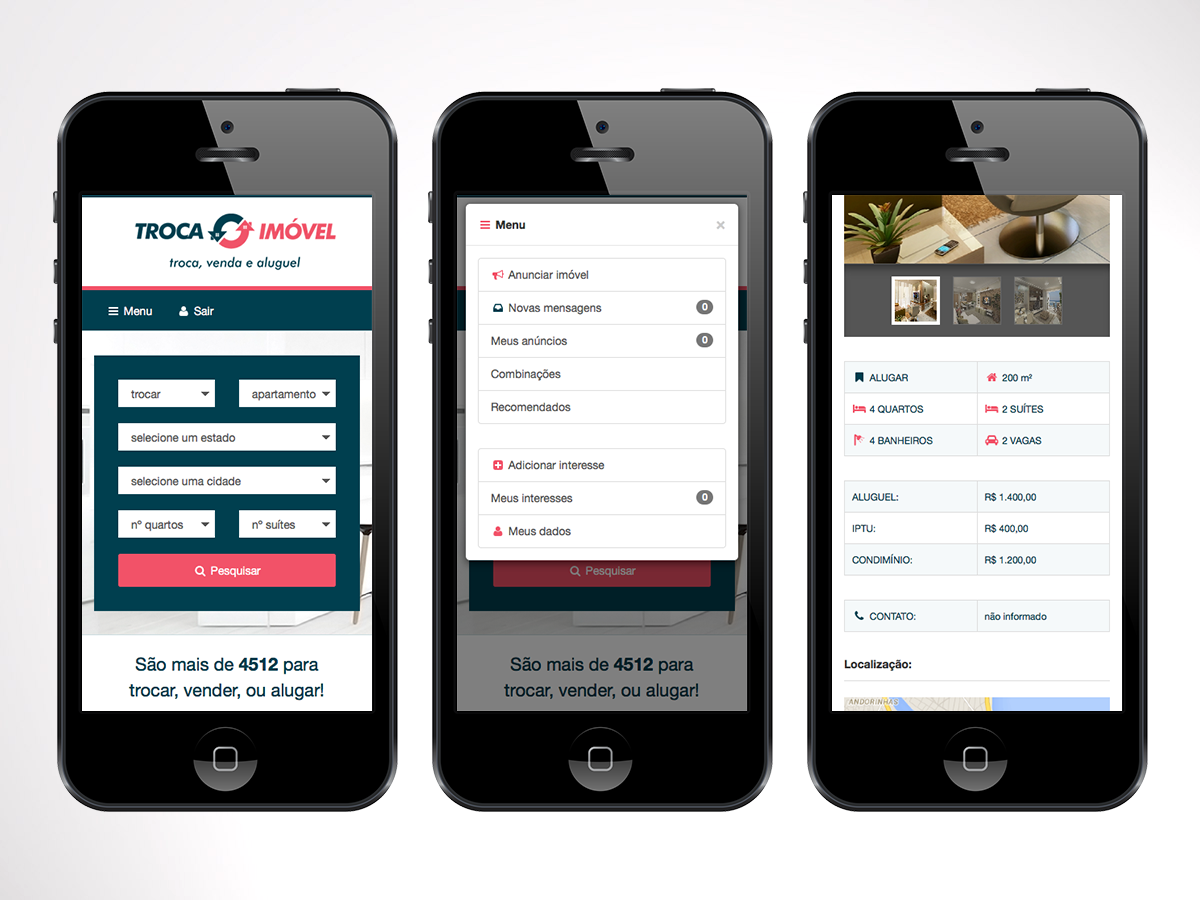 TROCA IMÓVEL
troca, venda e aluguel
Menu Sair
trocar apartamento
selecione um estado
selecione uma cidade
nº quartos nº suítes
Pesquisar
São mais de 4512 para
trocar, vender, ou alugar!
Menu ×
Anunciar imóvel
Novas mensagens 0
Meus anúncios 0
Combinações
Recomendados
Adicionar interesse
Meus interesses 0
Meus dados
Pesquisar
São mais de 4512 para
trocar, vender, ou alugar!
ALUGAR 200 m²
4 QUARTOS 2 SUÍTES
4 BANHEIROS 2 VAGAS
ALUGUEL: R$ 1.400,00
IPTU: R$ 400,00
CONDIMÍNIO: R$ 1.200,00
CONTATO: não informado
Localização:
ANDORINHAS